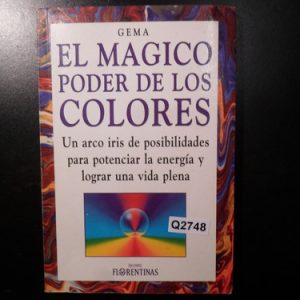 GEMA
EL MAGICO
PODER DE LOS
COLORES
Un arco iris de posibilidades
para potenciar la energía y
lograr una vida plena
Q2748
FLORENTINAS